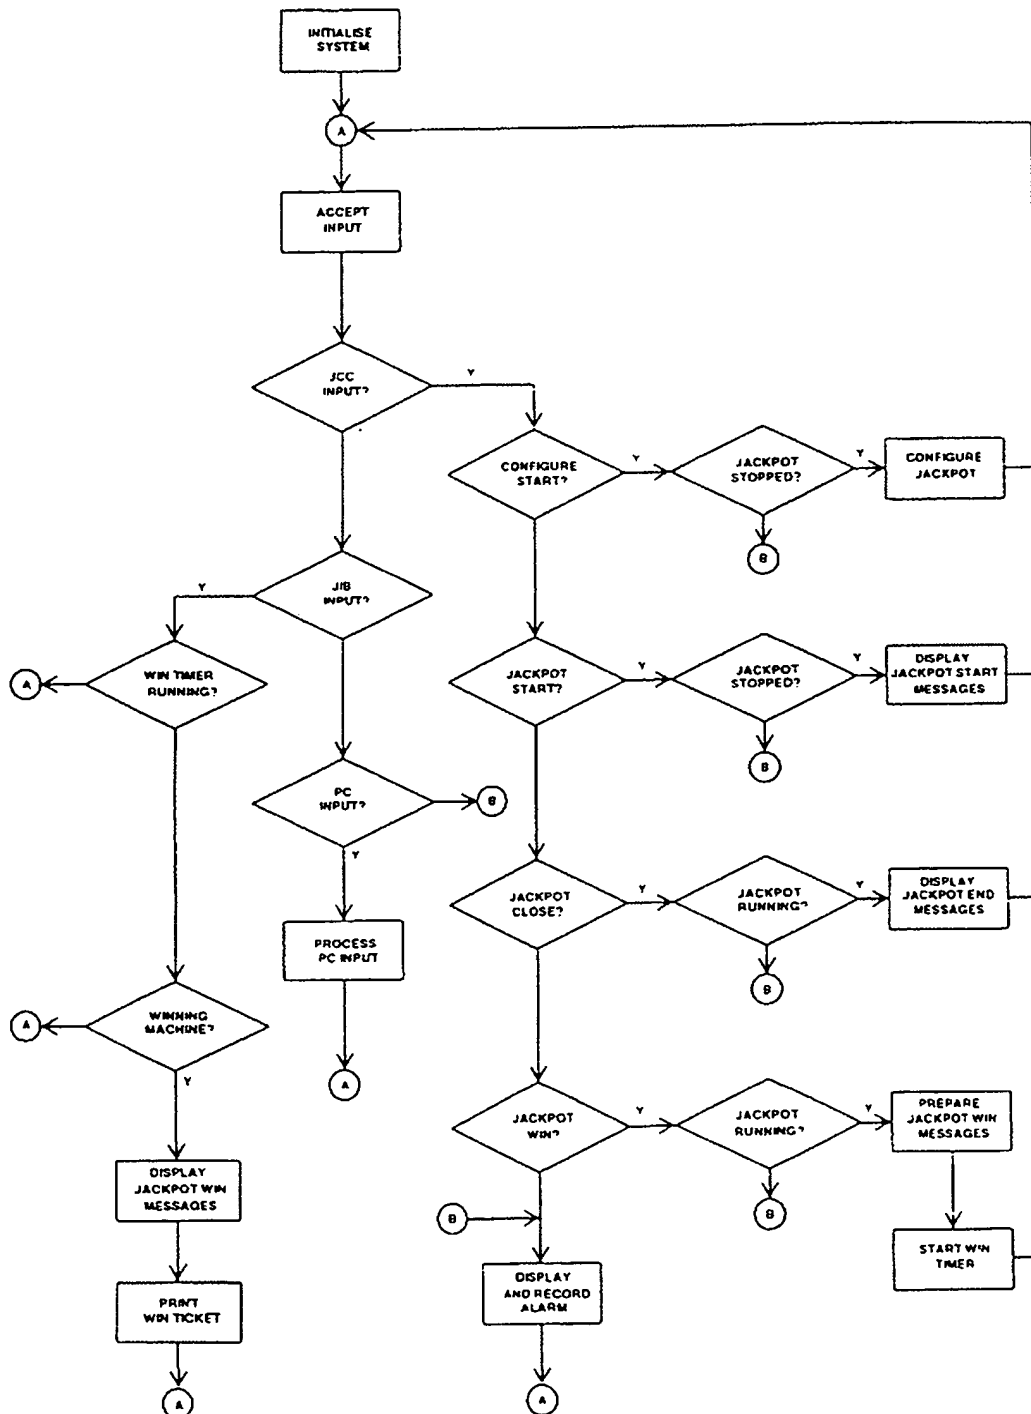 INITIALISE
SYSTEM
A
ACCEPT
INPUT
JCC
INPUT?
Y
CONFIGURE
START?
Y
JACKPOT
STOPPED?
Y
CONFIGURE
JACKPOT
B
JIB
INPUT?
Y
WIN TIMER
RUNNING?
A
JACKPOT
START?
Y
JACKPOT
STOPPED?
Y
DISPLAY
JACKPOT START
MESSAGES
B
PC
INPUT?
B
Y
PROCESS
PC INPUT
A
JACKPOT
CLOSE?
Y
JACKPOT
RUNNING?
Y
DISPLAY
JACKPOT END
MESSAGES
B
WINNING
MACHINE?
A
Y
DISPLAY
JACKPOT WIN
MESSAGES
PRINT
WIN TICKET
A
JACKPOT
WIN?
Y
JACKPOT
RUNNING?
Y
PREPARE
JACKPOT WIN
MESSAGES
B
START WIN
TIMER
B
DISPLAY
AND RECORD
ALARM
A